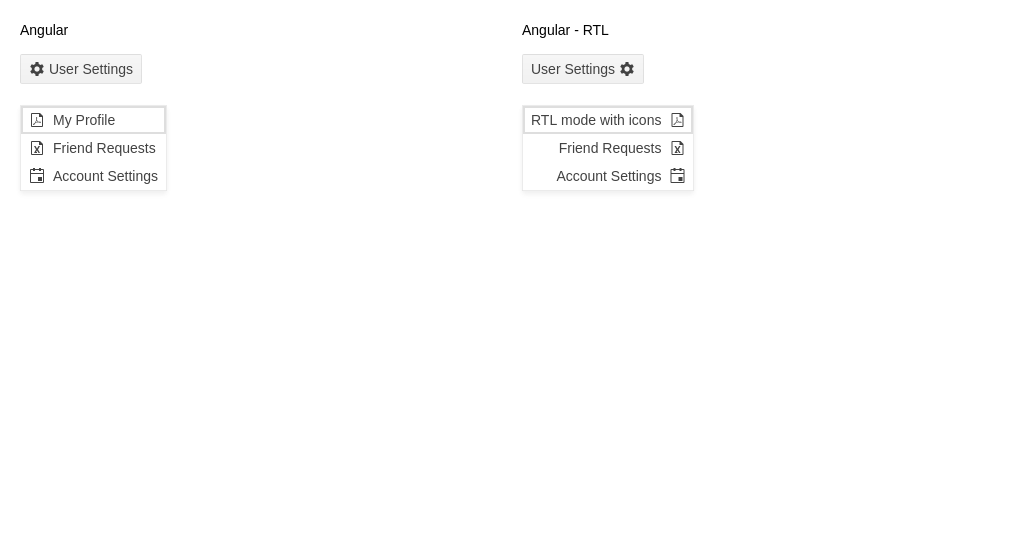 Angular
User Settings
My Profile
Friend Requests
Account Settings
Angular - RTL
User Settings
RTL mode with icons
Friend Requests
Account Settings